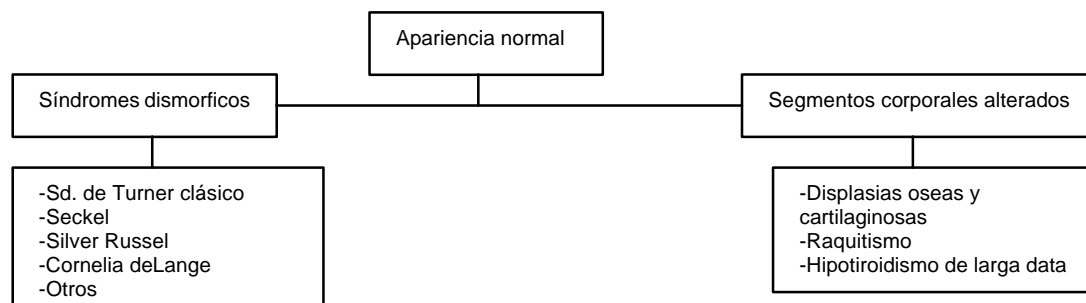 Apariencia normal
Síndromes dismorficos
Segmentos corporales alterados
-Sd. de Turner clásico
-Seckel
-Silver Russel
-Cornelia deLange
-Otros
-Displasias oseas y
cartilaginosas
-Raquitismo
-Hipotiroidismo de larga data